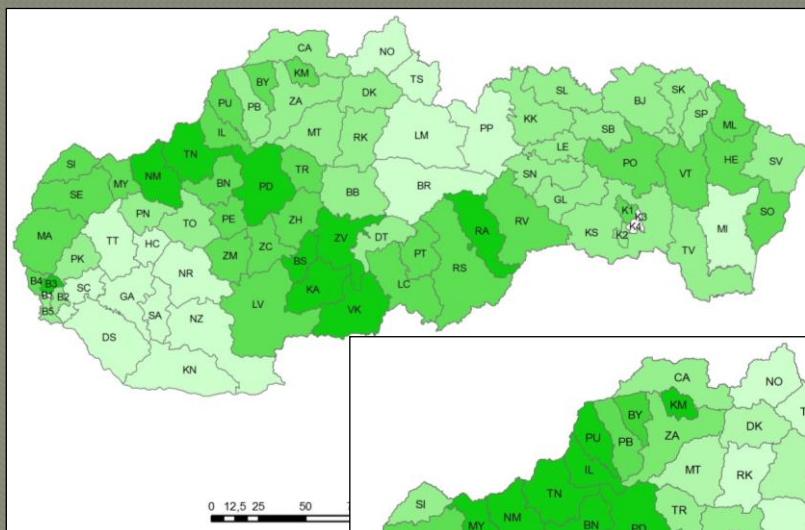 CA
NO
TS
BY
KM
PU
PB
ZA
DK
IL
MT
RK
LM
PP
KK
SL
BJ
SK
SP
ML
SB
LE
PO
VT
HE
SV
SI
NM
TN
BN
PD
TR
SE
MY
BB
BR
SN
GL
PN
TO
PE
ZH
MA
TT
HC
ZM
ZC
ZV
DT
PT
RA
RV
KS
K1
K3
K4
K2
MI
SO
TV
PK
NR
BS
KA
LC
RS
B4
B3
B1
B2
SC
B5
GA
SA
NZ
LV
VK
DS
KN
0 12,5 25 50
CA
NO
KM
BY
PU
PB
ZA
DK
IL
MT
RK
TN
SI
TR
MY
NM
BN
PD